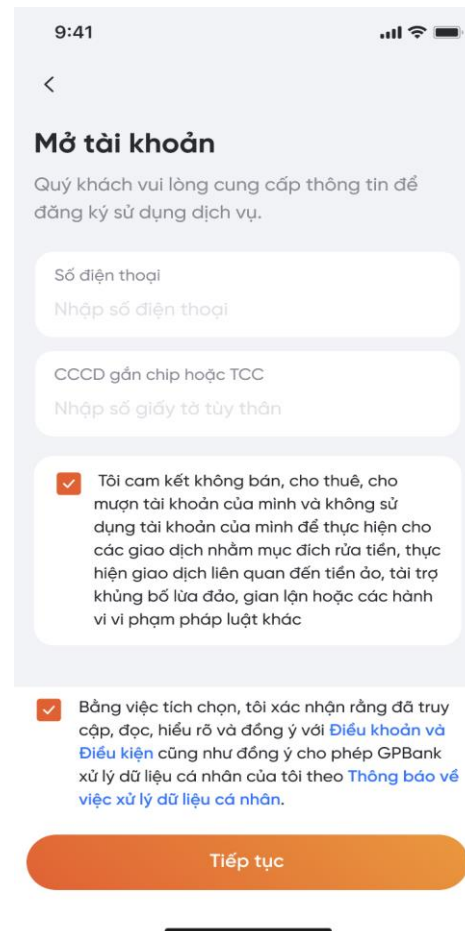 9:41
Mở tài khoản
Quý khách vui lòng cung cấp thông tin để
đăng ký sử dụng dịch vụ.
Số điện thoại
Nhập số điện thoại
CCCD gắn chip hoặc TCC
Nhập số giấy tờ tùy thân
Tôi cam kết không bán, cho thuê, cho
mượn tài khoản của mình và không sử
dụng tài khoản của mình để thực hiện cho
các giao dịch nhằm mục đích rửa tiền, thực
hiện giao dịch liên quan đến tiền ảo, tài trợ
khủng bố lừa đảo, gian lận hoặc các hành
vi vi phạm pháp luật khác
Bằng việc tích chọn, tôi xác nhận rằng đã truy
cập, đọc, hiểu rõ và đồng ý với Điều khoản và
Điều kiện cũng như đồng ý cho phép GPBank
xử lý dữ liệu cá nhân của tôi theo Thông báo về
việc xử lý dữ liệu cá nhân.
Tiếp tục